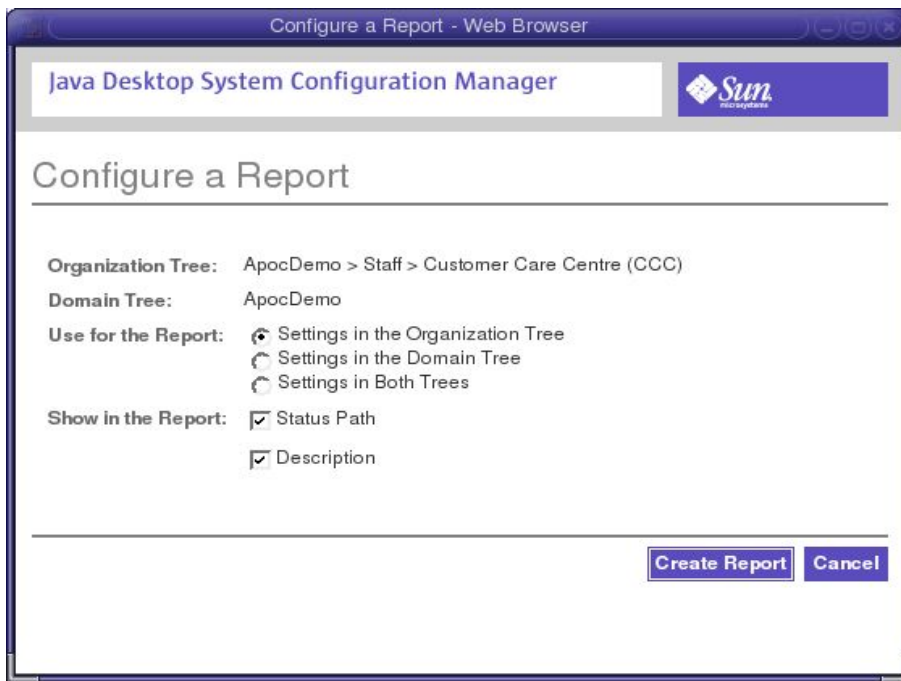 Configure a Report - Web Browser
Java Desktop System Configuration Manager
Sun
microsystems
Configure a Report
Organization Tree: ApocDemo > Staff > Customer Care Centre (CCC)
Domain Tree: ApocDemo
Use for the Report: Settings in the Organization Tree
Settings in the Domain Tree
Settings in Both Trees
Show in the Report: Status Path
Description
Create Report Cancel